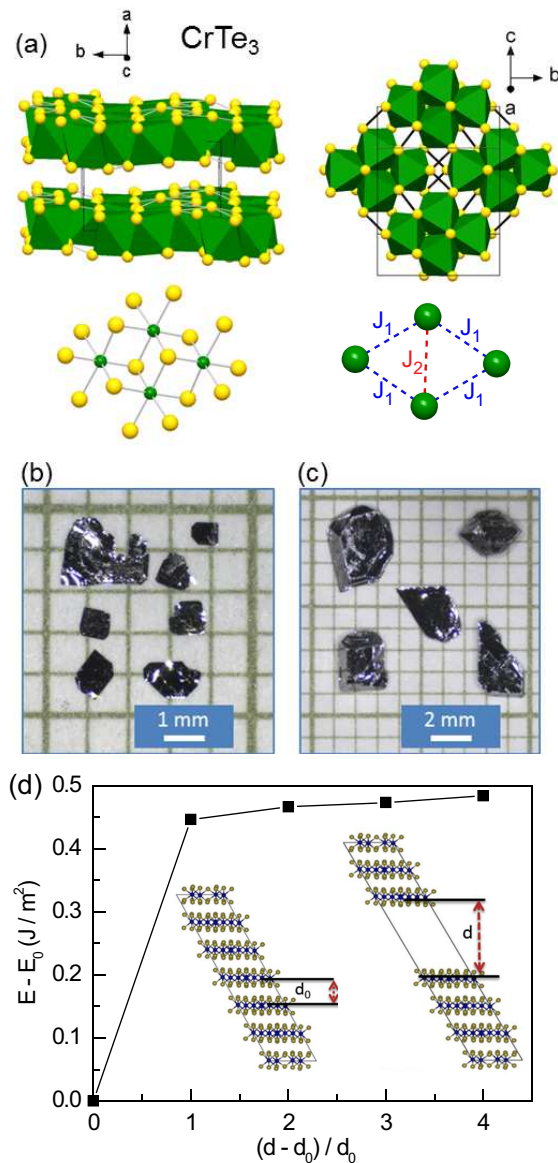 (a)
CrTe3
a
b
c
c
b
a
J1
J1
J2
J1
J1
(b)
(c)
1 mm
2 mm
(d)
E - E0 (J / m²)
0.5
0.4
0.3
0.2
0.1
0.0
d0
d
0 1 2 3 4
(d - d0) / d0